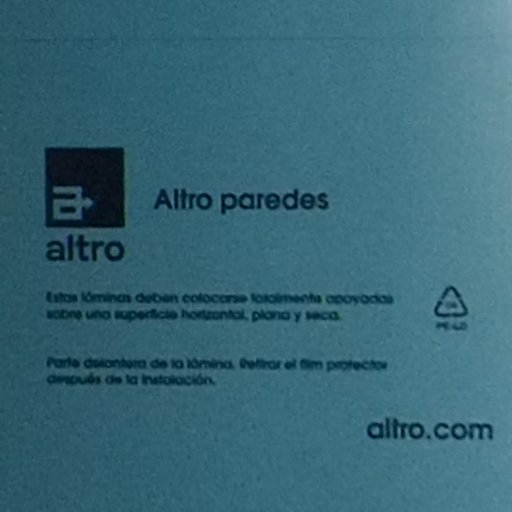 altro
Altro paredes
Estas láminas deben colocarse totalmente apoyadas
sobre una superficie horizontal, plana y seca.
PE-LD
Parte delantera de la lámina. Retirar el film protector
después de la instalación.
altro.com